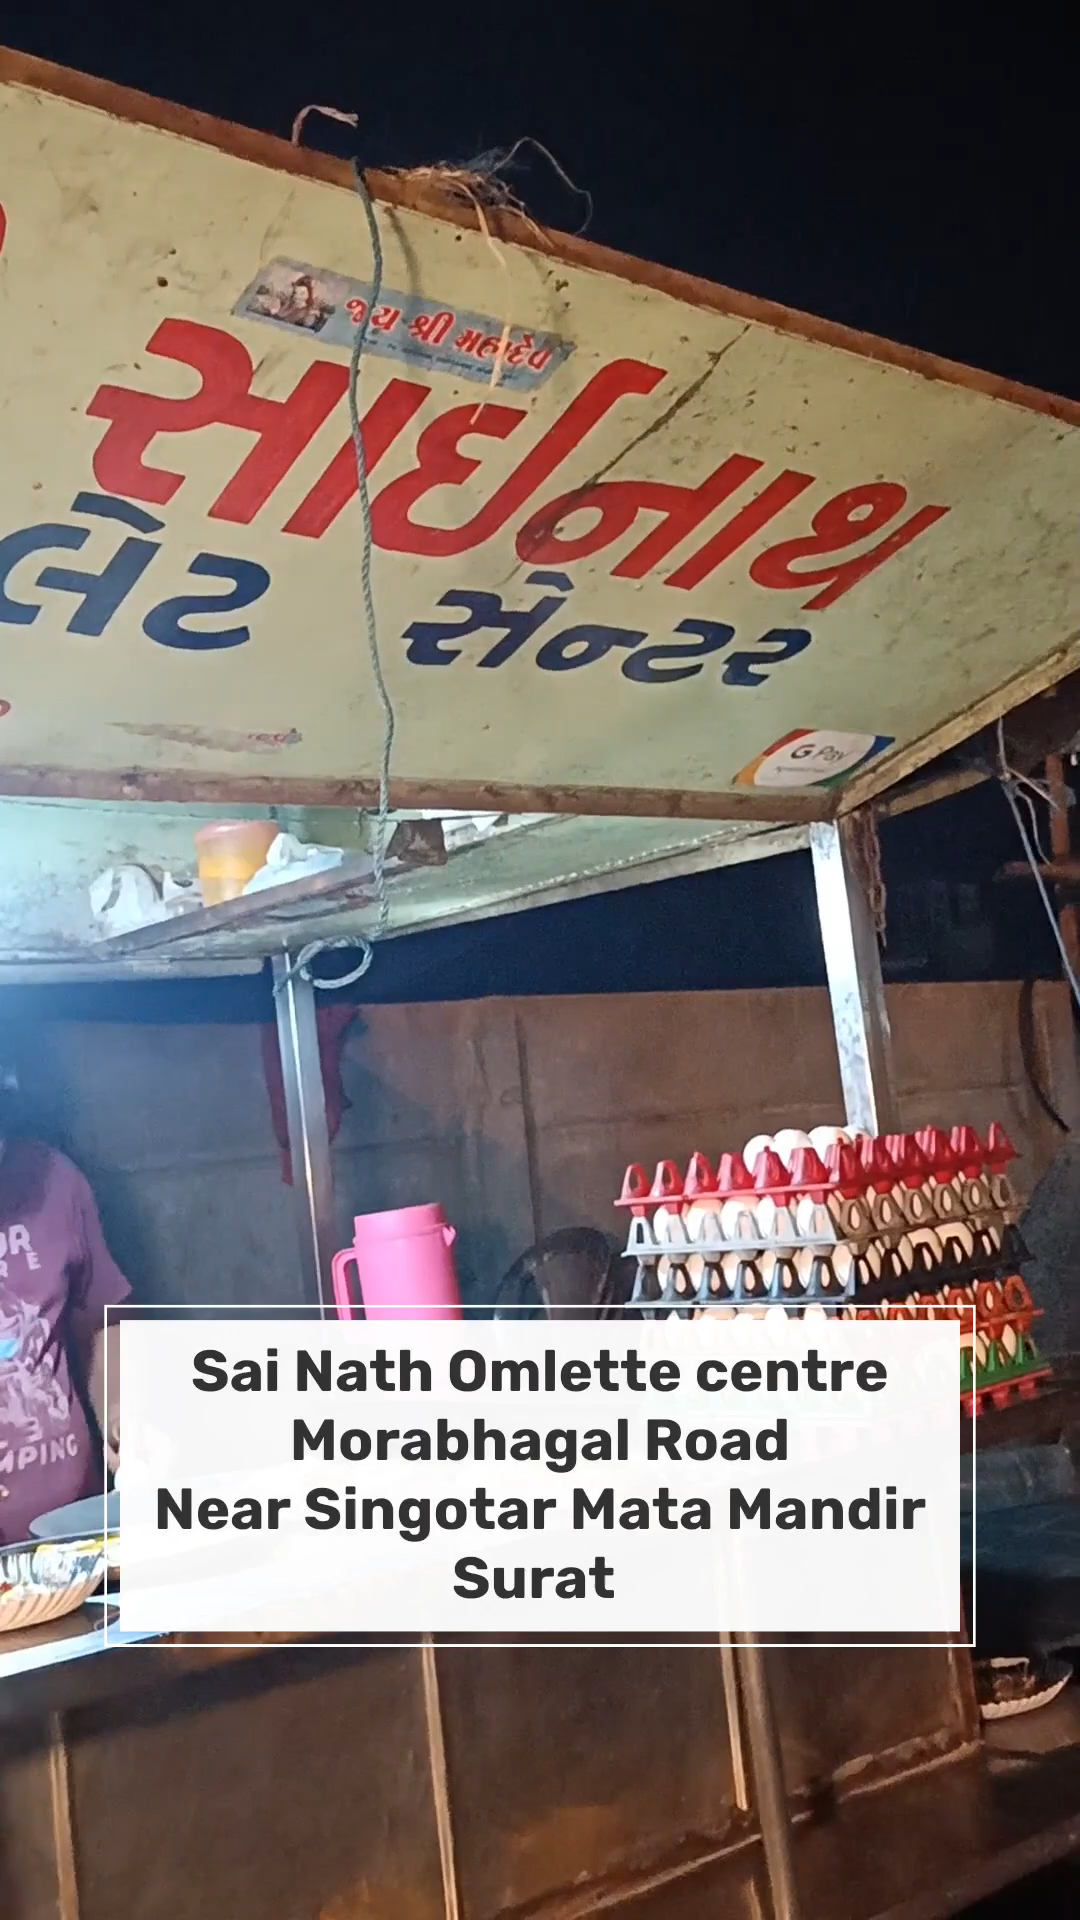 જય શ્રી મહાદેવ
સાઈનાથ
લેટ સેન્ટર
G Pay
Sai Nath Omlette centre
Morabhagal Road
Near Singotar Mata Mandir
Surat